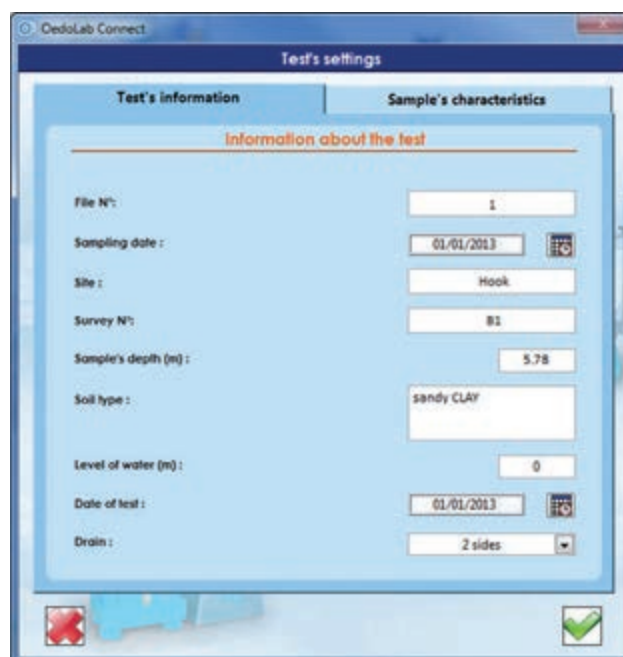 OedoLab Connect
Test's settings
Test's information
Sample's characteristics
Information about the test
File N°: 1
Sampling date : 01/01/2013
Site : Hook
Survey N°: B1
Sample's depth (m) : 5.78
Soil type : sandy CLAY
Level of water (m) : 0
Date of test : 01/01/2013
Drain : 2 sides